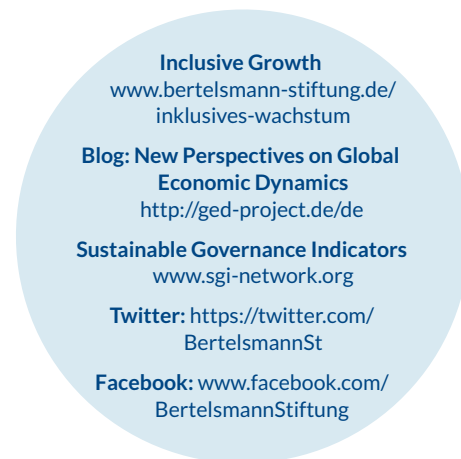 Inclusive Growth
www.bertelsmann-stiftung.de/
inklusives-wachstum
Blog: New Perspectives on Global
Economic Dynamics
http://ged-project.de/de
Sustainable Governance Indicators
www.sgi-network.org
Twitter: https://twitter.com/
BertelsmannSt
Facebook: www.facebook.com/
BertelsmannStiftung